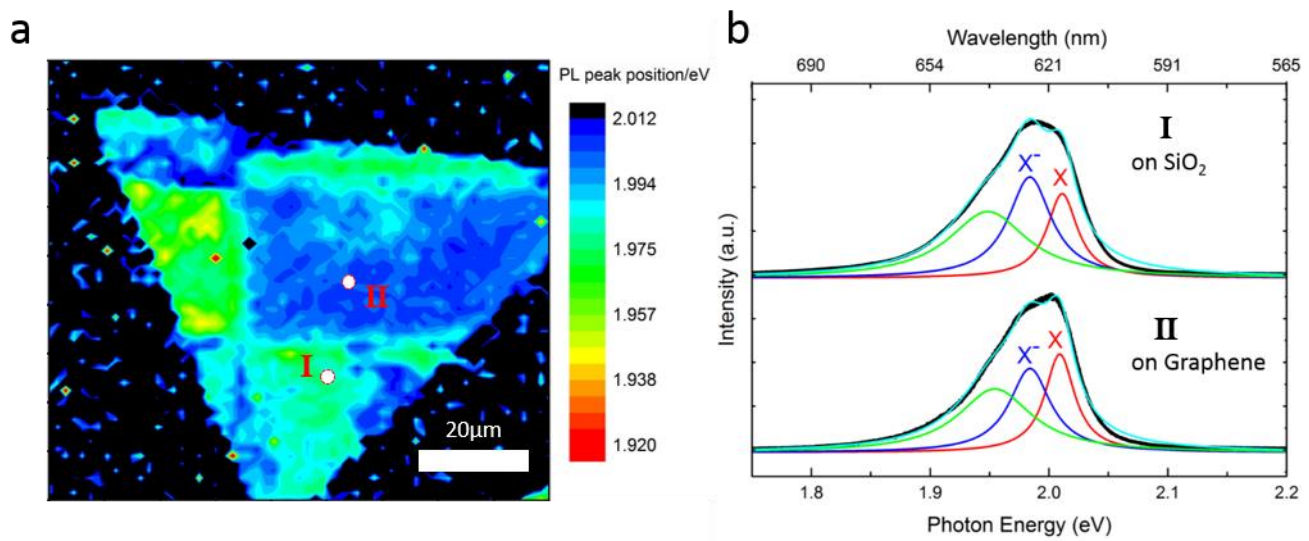 a
PL peak position/eV
2.012
1.994
1.975
1.957
1.938
1.920
II
I
20μm
b
Wavelength (nm)
690 654 621 591 565
I
on SiO₂
X⁻ X
II
on Graphene
X⁻ X
Intensity (a.u.)
1.8 1.9 2.0 2.1 2.2
Photon Energy (eV)